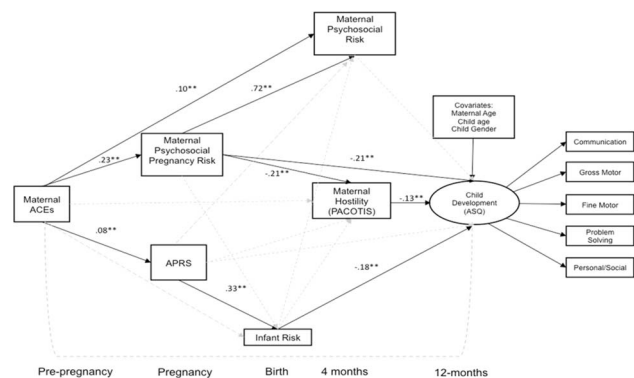 Maternal
Psychosocial
Risk
.10**
.72**
Covariates:
Maternal Age
Child age
Child Gender
Maternal
Psychosocial
Pregnancy Risk
.23**
-.21**
-.21**
Communication
Gross Motor
Fine Motor
Problem
Solving
Personal/Social
Maternal
ACEs
Maternal
Hostility
(PACOTIS)
-.13**
Child
Development
(ASQ)
.08**
APRS
.33**
-.18**
Infant Risk
Pre-pregnancy
Pregnancy
Birth
4 months
12-months